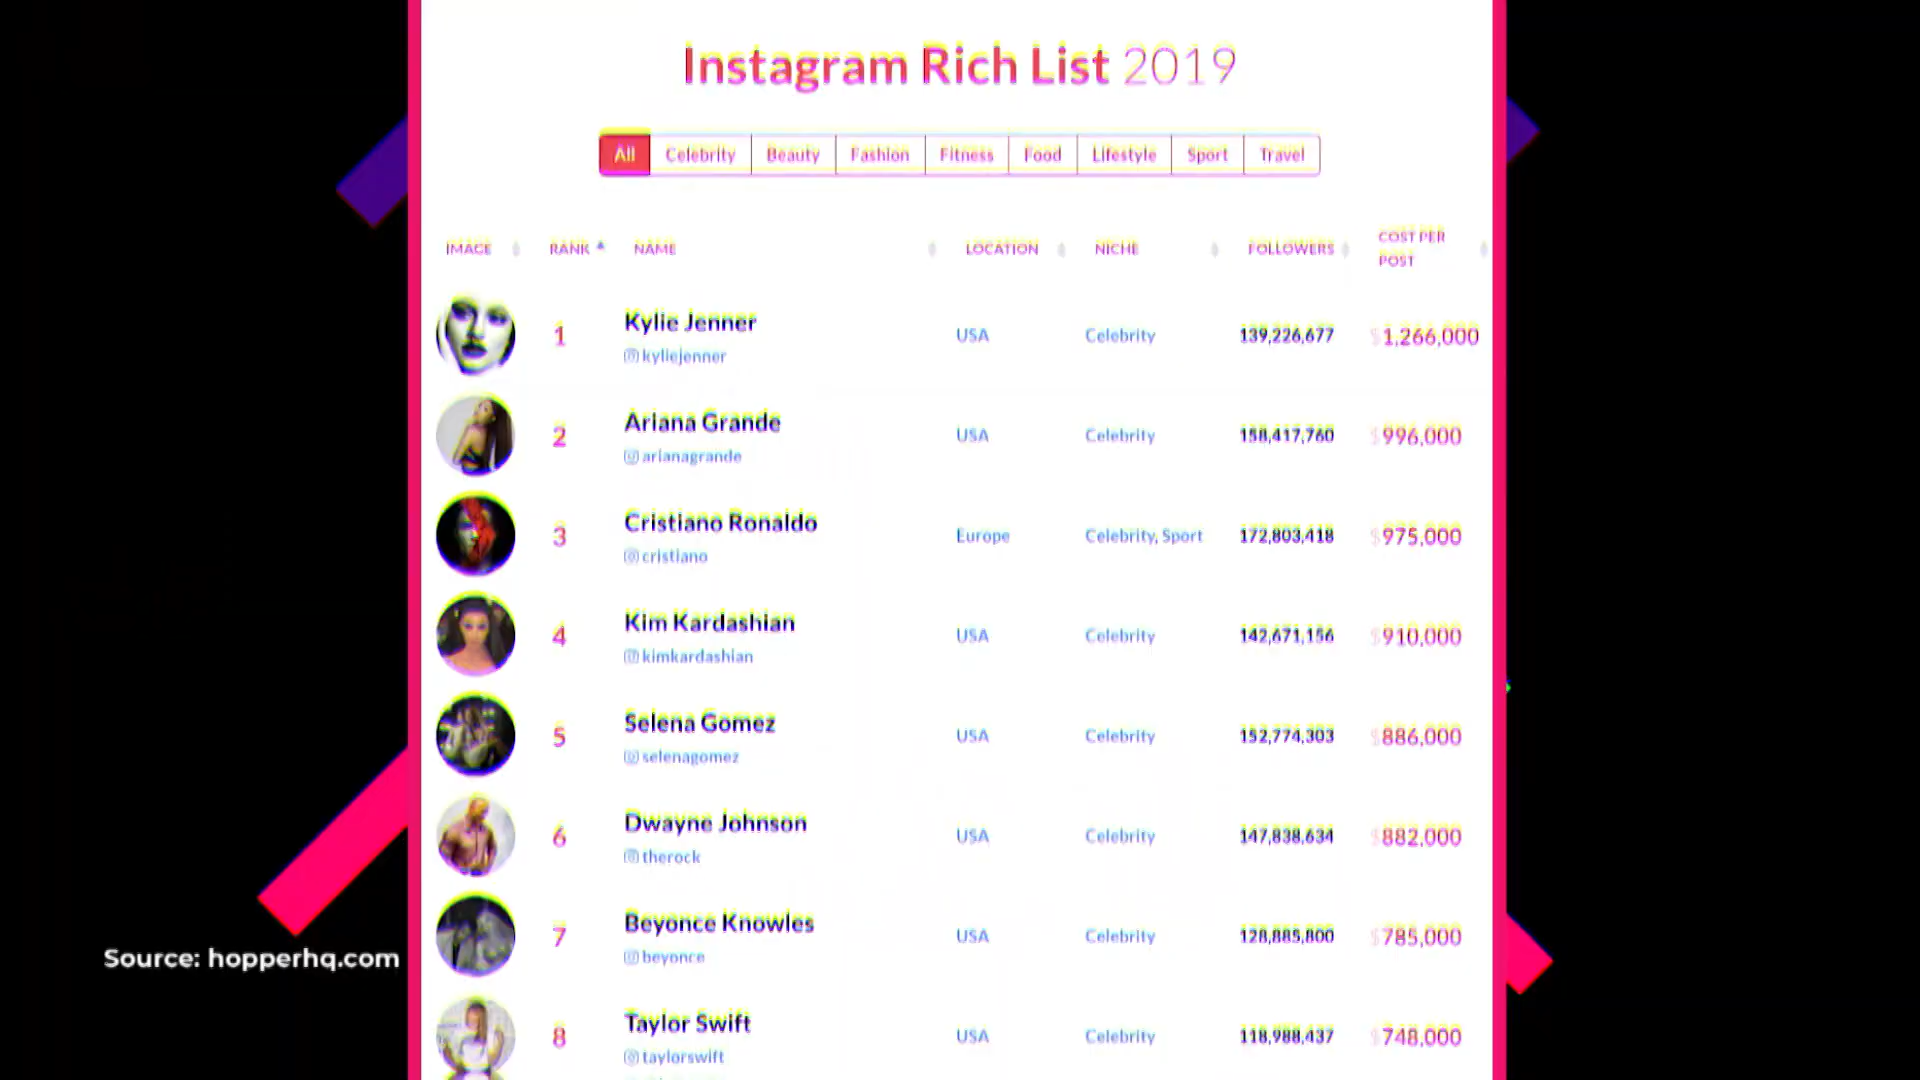 Instagram Rich List 2019
All Celebrity Beauty Fashion Fitness Food Lifestyle Sport Travel
IMAGE RANK NAME LOCATION NICHE FOLLOWERS COST PER POST
1 Kylie Jenner USA Celebrity 139,226,677 $1,266,000
kyliejenner
2 Ariana Grande USA Celebrity 158,417,760 $996,000
arianagrande
3 Cristiano Ronaldo Europe Celebrity, Sport 172,803,418 $975,000
cristiano
4 Kim Kardashian USA Celebrity 142,671,156 $910,000
kimkardashian
5 Selena Gomez USA Celebrity 152,774,303 $886,000
selenagomez
6 Dwayne Johnson USA Celebrity 147,838,634 $882,000
therock
7 Beyonce Knowles USA Celebrity 128,885,800 $785,000
beyonce
8 Taylor Swift USA Celebrity 118,988,437 $748,000
taylorswift
Source: hopperhq.com